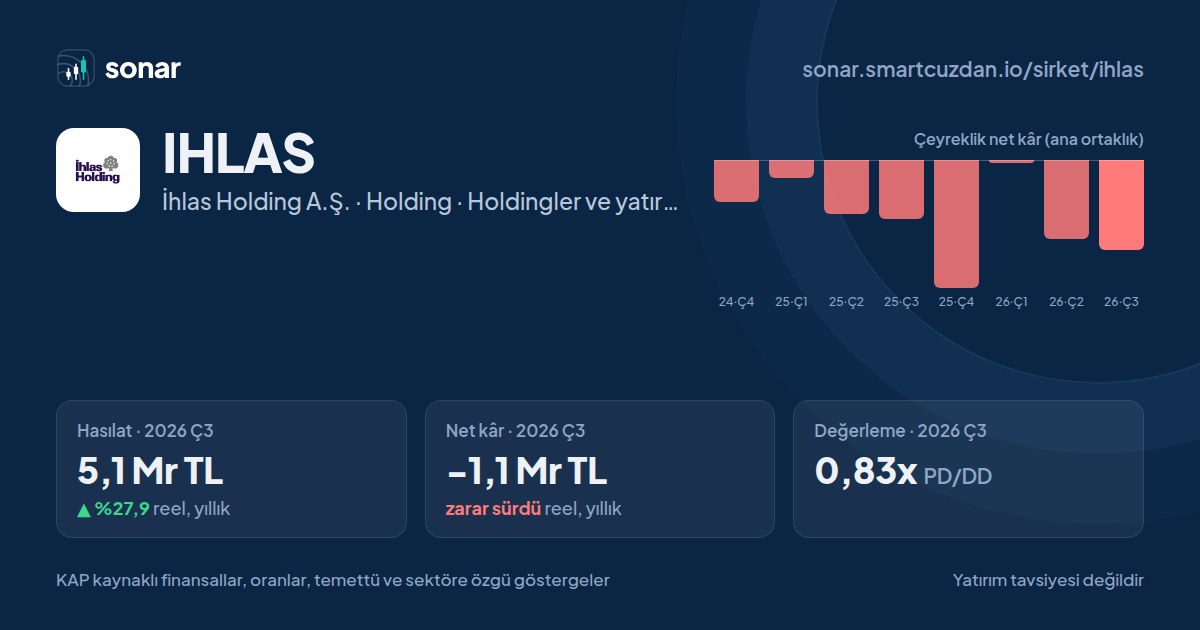 sonar
sonar.smartcuzdan.io/sirket/ihlas
İhlas
Holding
IHLAS
İhlas Holding A.Ş. · Holding · Holdingler ve yatır...
Çeyreklik net kâr (ana ortaklık)
24·Ç4 25·Ç1 25·Ç2 25·Ç3 25·Ç4 26·Ç1 26·Ç2 26·Ç3
Hasılat · 2026 Ç3
5,1 Mr TL
▲ %27,9 reel, yıllık
Net kâr · 2026 Ç3
−1,1 Mr TL
zarar sürdü reel, yıllık
Değerleme · 2026 Ç3
0,83x PD/DD
KAP kaynaklı finansallar, oranlar, temettü ve sektöre özgü göstergeler
Yatırım tavsiyesi değildir